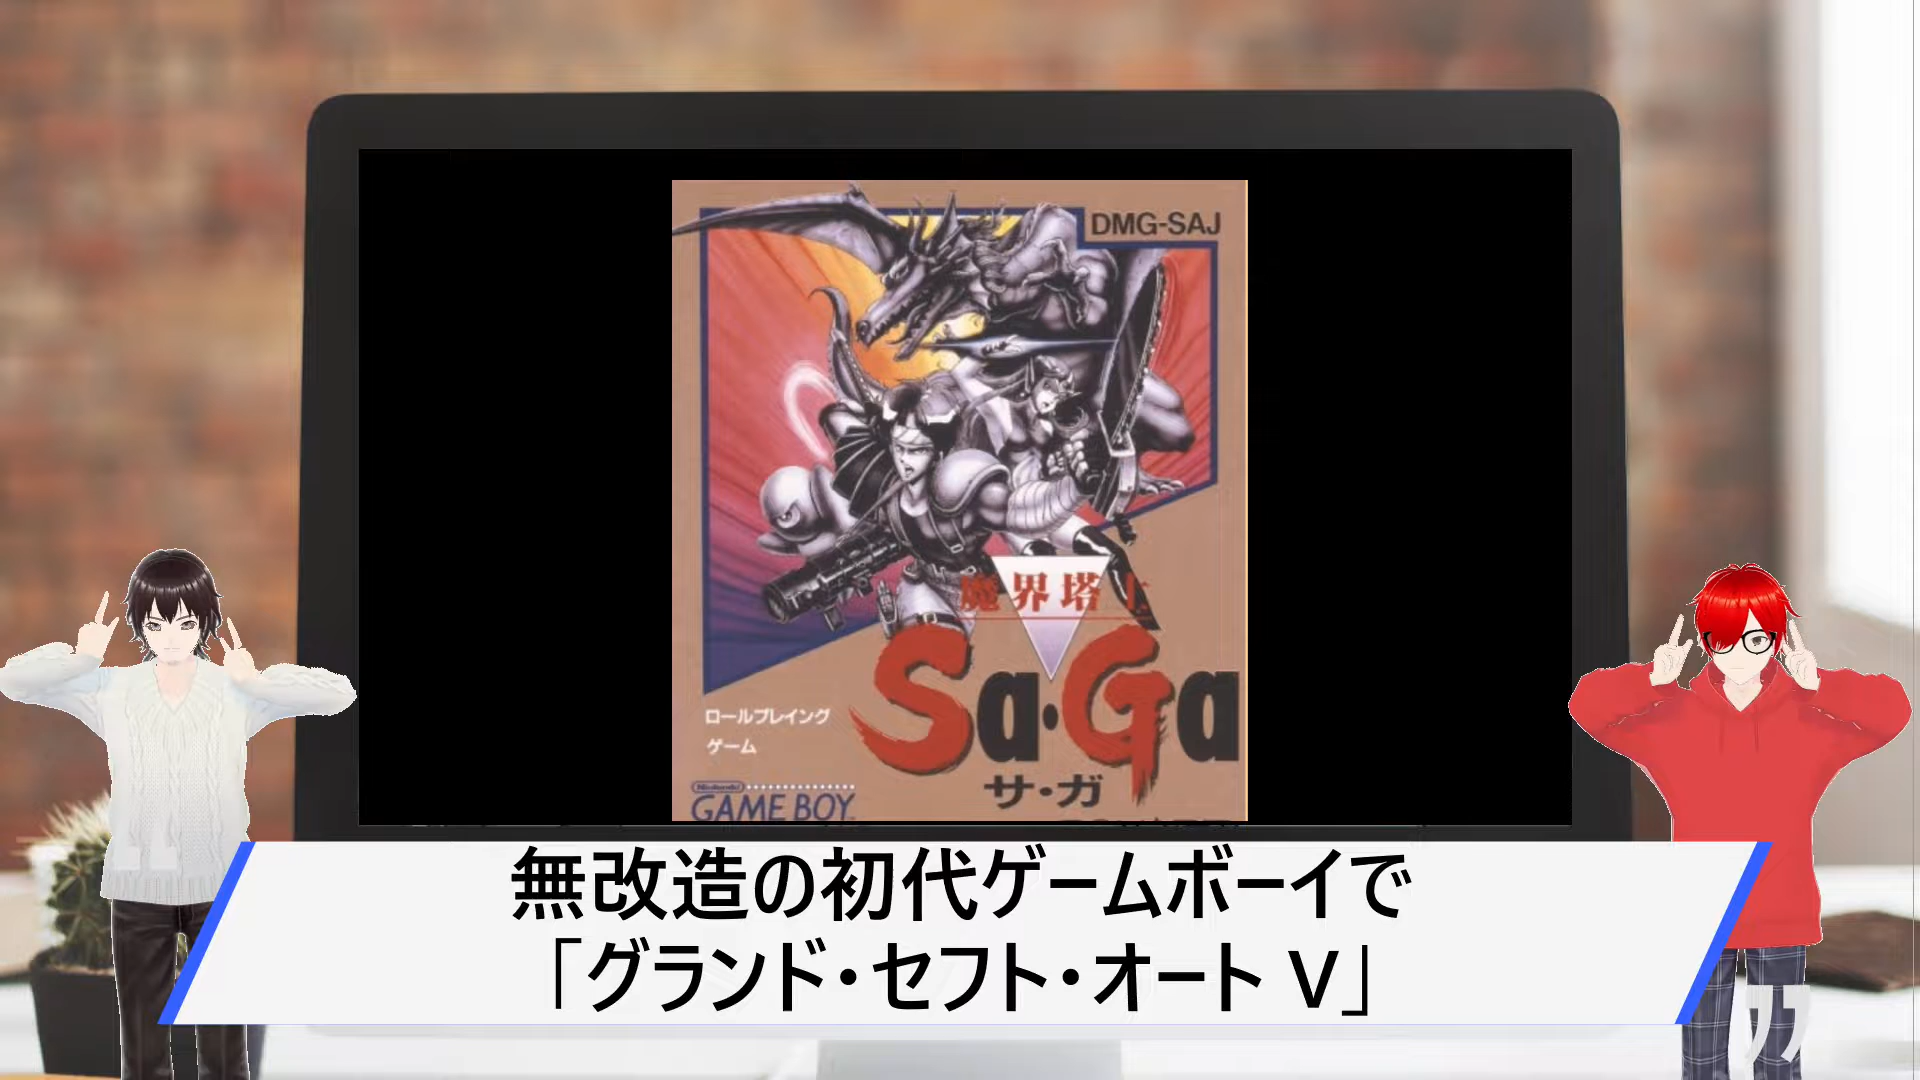 DMG-SAJ
魔界塔士
Sa・Ga
サ・ガ
ロールプレイング
ゲーム
Nintendo
GAME BOY
無改造の初代ゲームボーイで
「グランド・セフト・オート V」